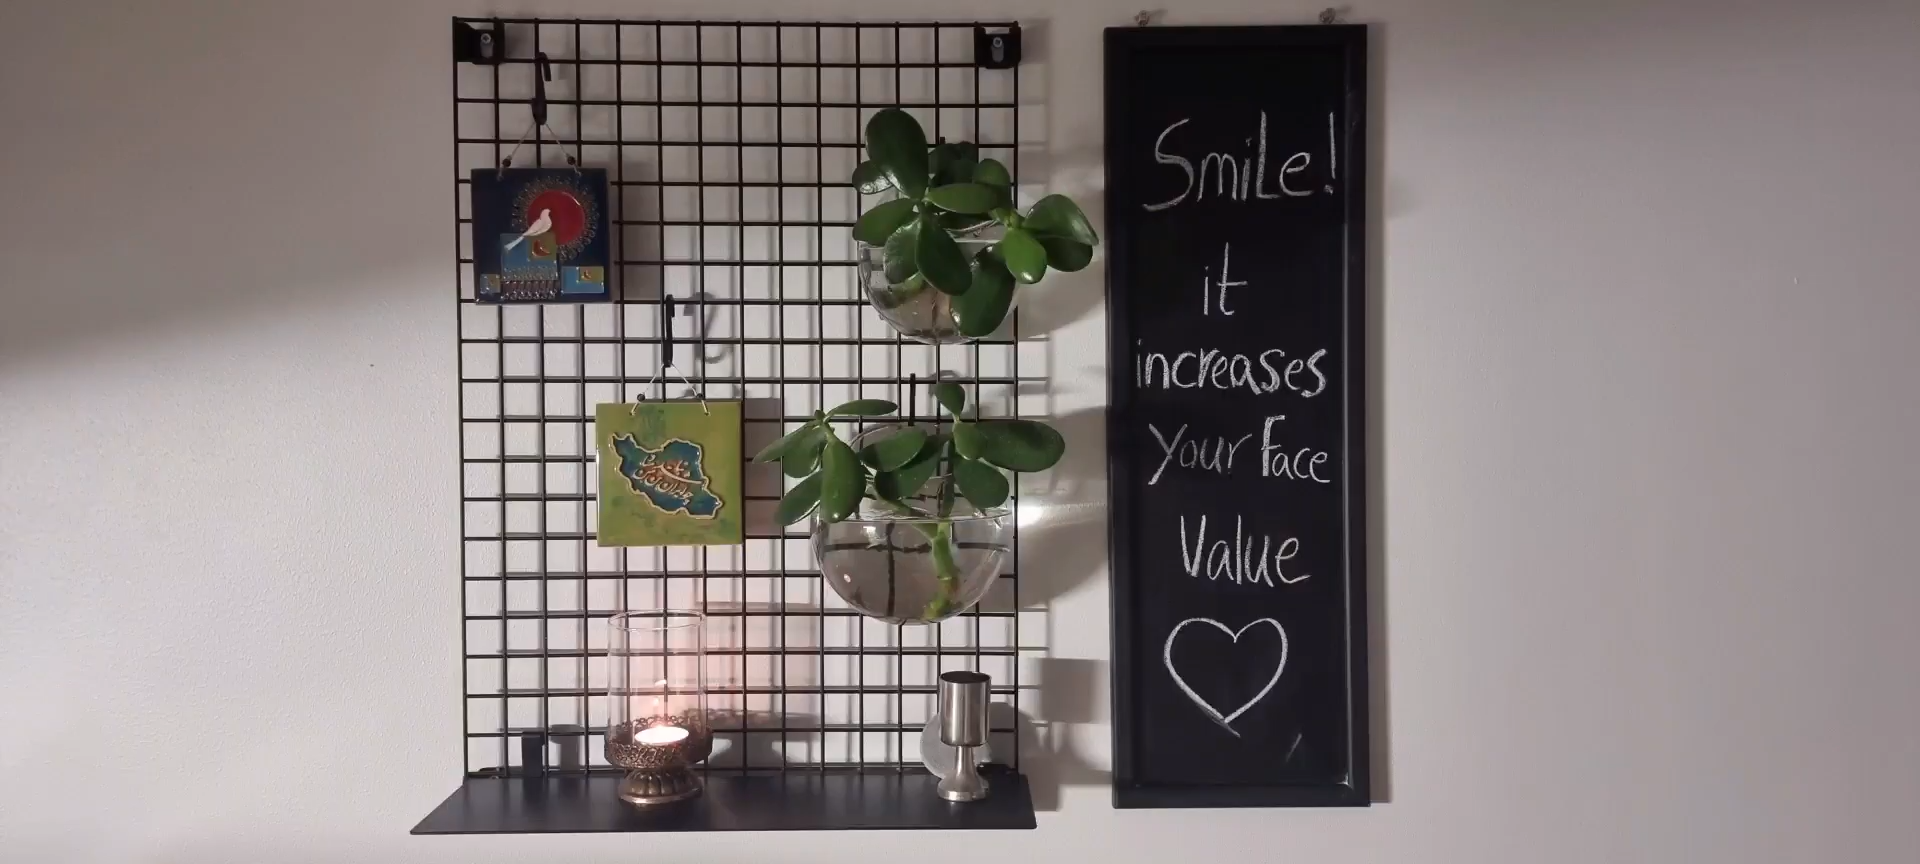 Smile!
it
increases
your Face
Value